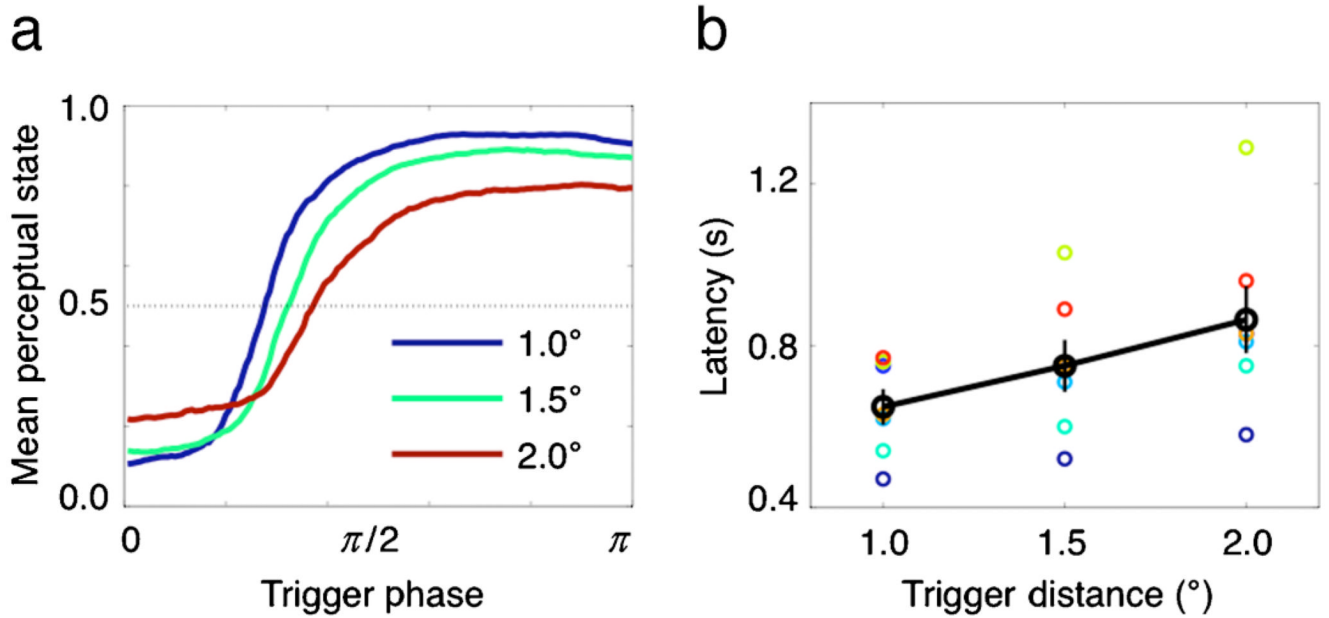 a
1.0
0.5
0.0
Mean perceptual state
1.0°
1.5°
2.0°
0 π/2 π
Trigger phase
b
1.2
0.8
0.4
Latency (s)
1.0 1.5 2.0
Trigger distance (°)